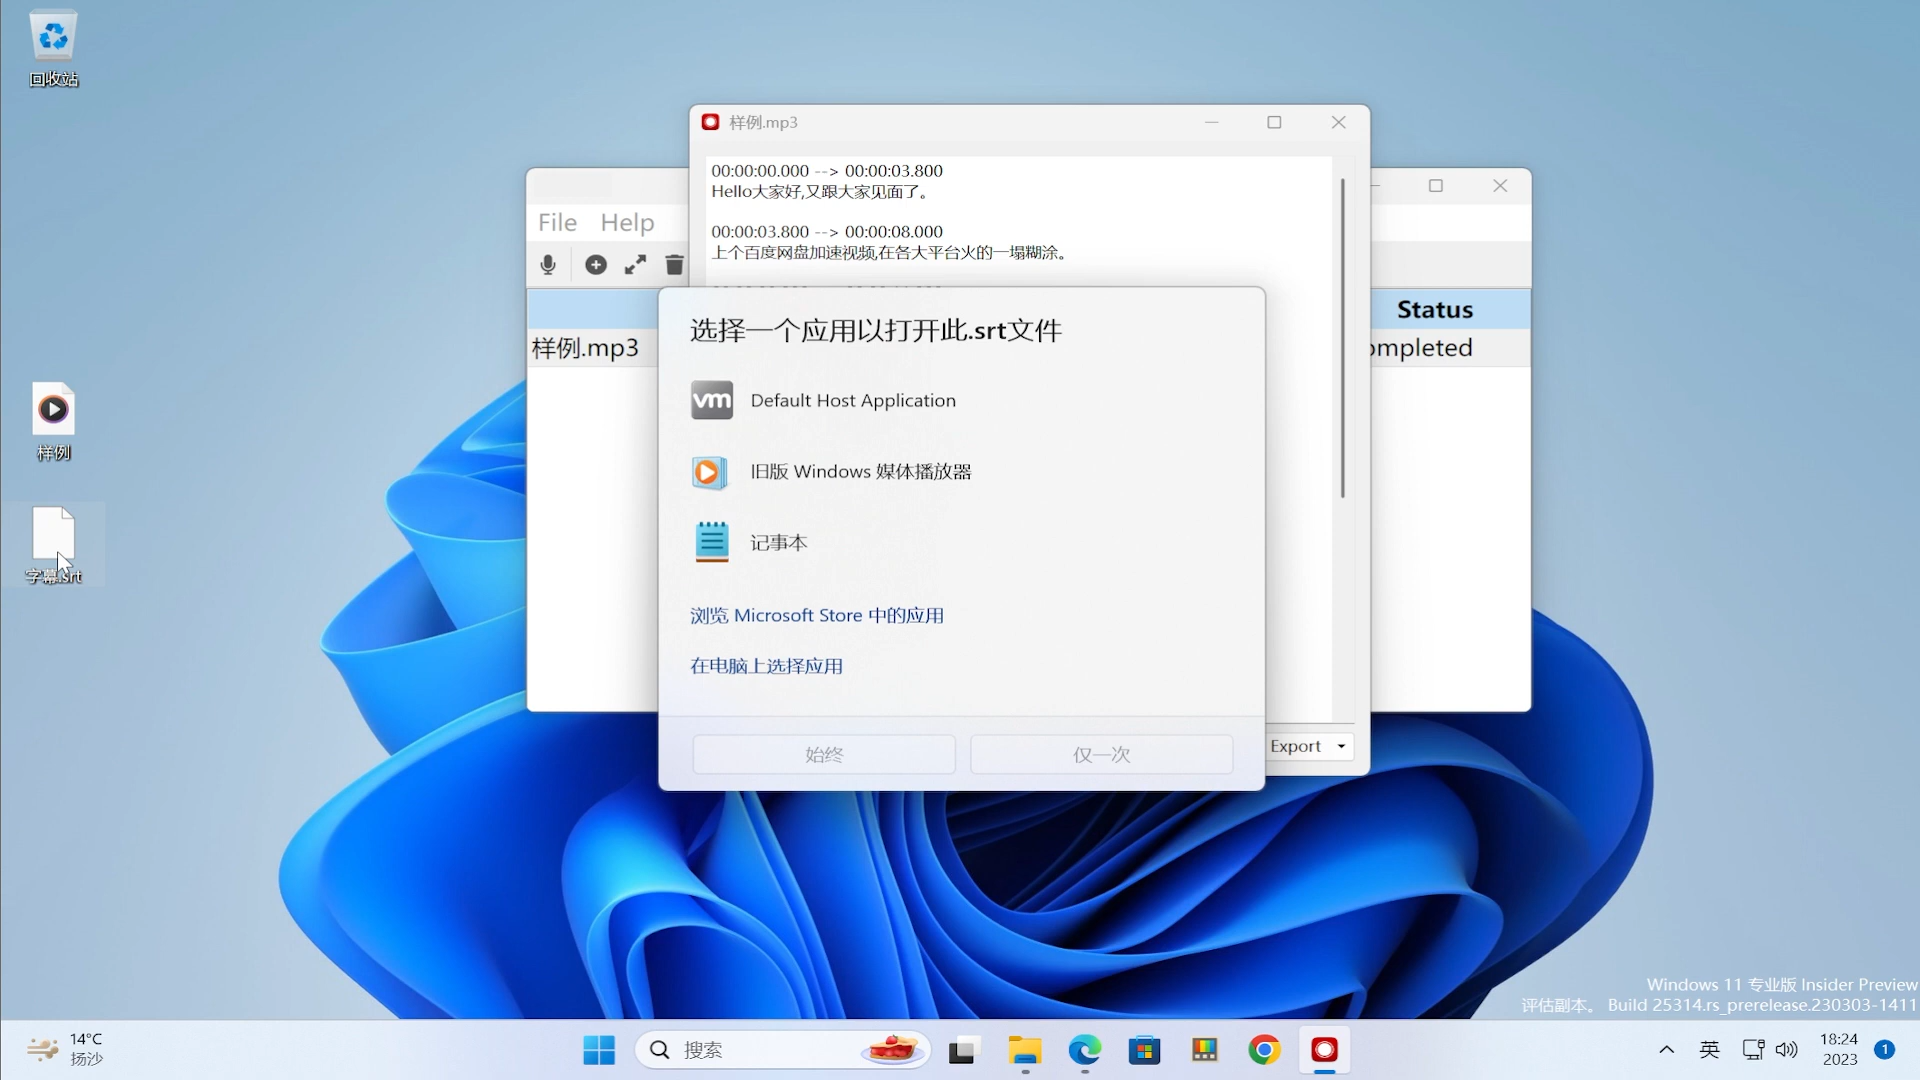 回收站
样例
字幕.srt
样例.mp3
00:00:00.000 --> 00:00:03.800
Hello大家好,又跟大家见面了。
00:00:03.800 --> 00:00:08.000
上个百度网盘加速视频,在各大平台火的一塌糊涂。
File Help
Status
样例.mp3
ompleted
选择一个应用以打开此.srt文件
vm Default Host Application
旧版 Windows 媒体播放器
记事本
浏览 Microsoft Store 中的应用
在电脑上选择应用
始终 仅一次
Export
Windows 11 专业版 Insider Preview
评估副本。 Build 25314.rs_prerelease.230303-1411
14°C
扬沙
搜索
英
18:24
2023
1